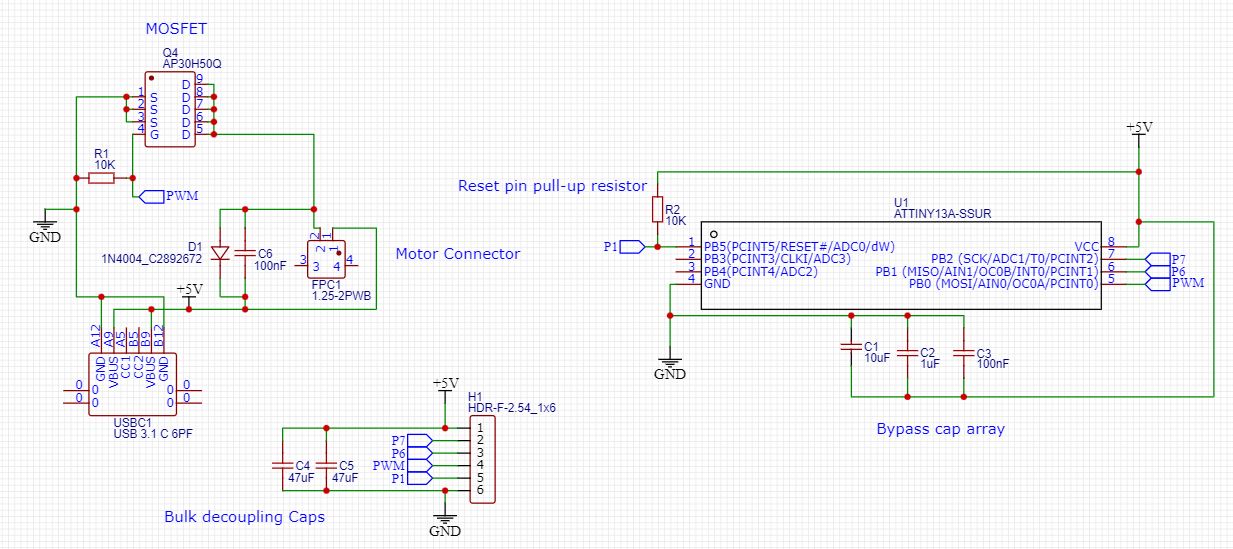 MOSFET
Q4
AP30H50Q
1 S
2 S
3 S
4 G
D 9
D 8
D 7
D 6
D 5
R1
10K
PWM
GND
D1
1N4004_C2892672
C6
100nF
2 1
2 1
3 3
4 4
FPC1
1.25-2PWB
Motor Connector
+5V
A12 A9 A5 B5 B9 B12
GND VBUS CC1 CC2 VBUS GND
0 0 0 0
0 0 0 0
USBC1
USB 3.1 C 6PF
+5V
H1
HDR-F-2.54_1x6
1
P7 2
P6 3
PWM 4
P1 5
6
C4
47uF
C5
47uF
Bulk decoupling Caps
GND
+5V
Reset pin pull-up resistor
R2
10K
U1
ATTINY13A-SSUR
P1
1 PB5(PCINT5/RESET#/ADC0/dW)
2 PB3(PCINT3/CLKI/ADC3)
3 PB4(PCINT4/ADC2)
4 GND
VCC 8
PB2 (SCK/ADC1/T0/PCINT2) 7 P7
PB1 (MISO/AIN1/OC0B/INT0/PCINT1) 6 P6
PB0 (MOSI/AIN0/OC0A/PCINT0) 5 PWM
GND
C1
10uF
C2
1uF
C3
100nF
Bypass cap array